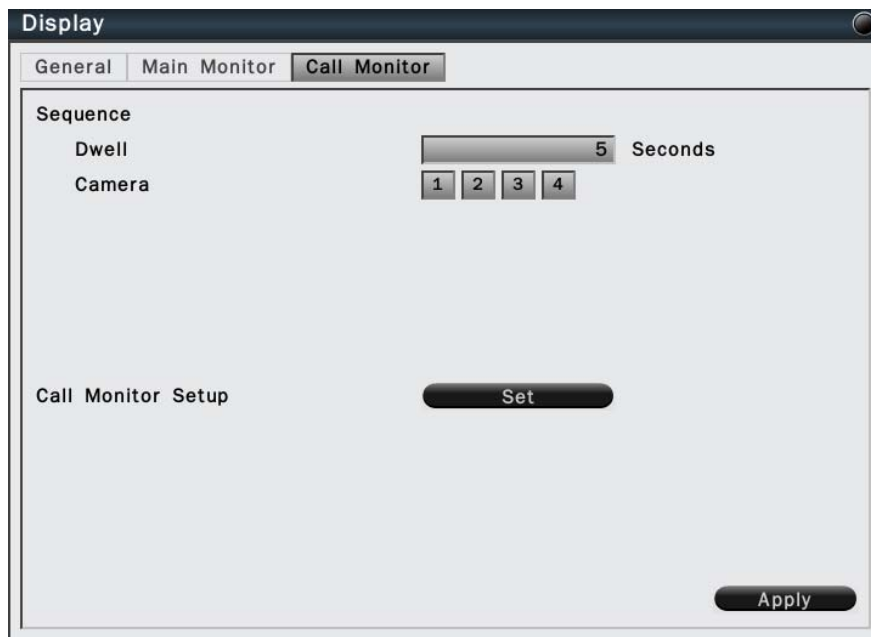 Display
General Main Monitor Call Monitor
Sequence
Dwell 5 Seconds
Camera 1 2 3 4
Call Monitor Setup Set
Apply